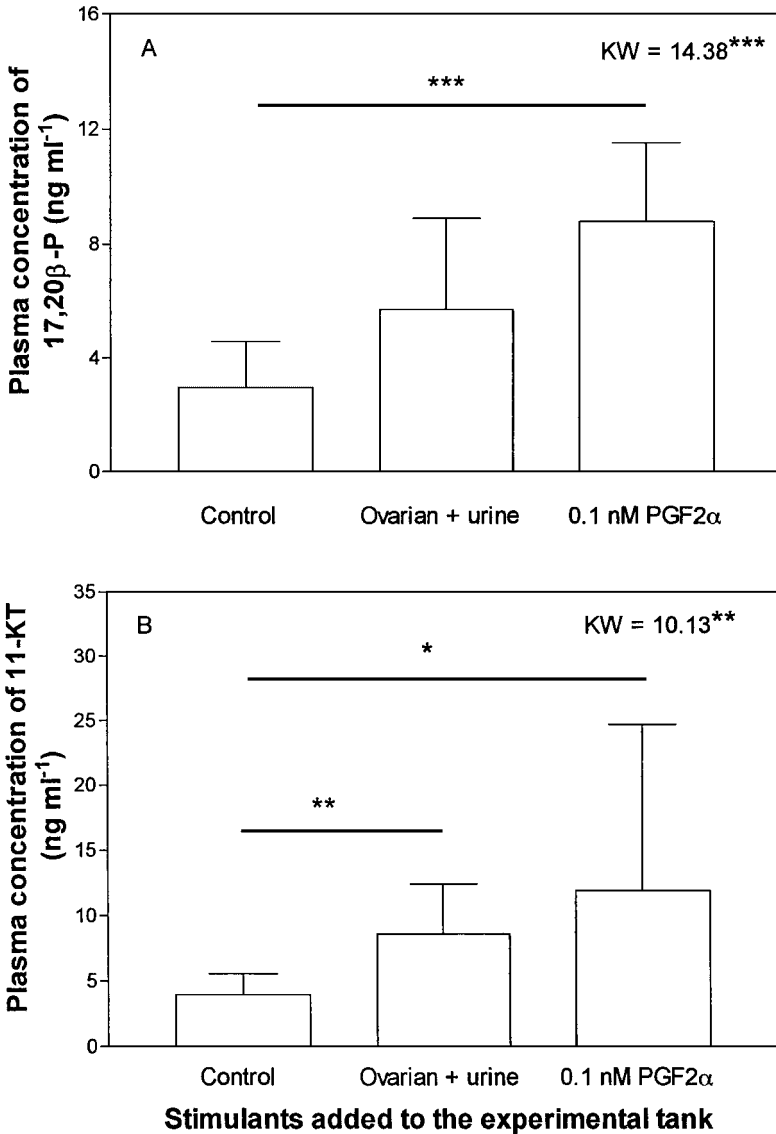 Plasma concentration of
17,20β-P (ng ml⁻¹)
16
12
8
4
0
A
KW = 14.38***
***
Control
Ovarian + urine
0.1 nM PGF2α
Plasma concentration of 11-KT
(ng ml⁻¹)
35
30
25
20
15
10
5
0
B
KW = 10.13**
*
**
Control
Ovarian + urine
0.1 nM PGF2α
Stimulants added to the experimental tank